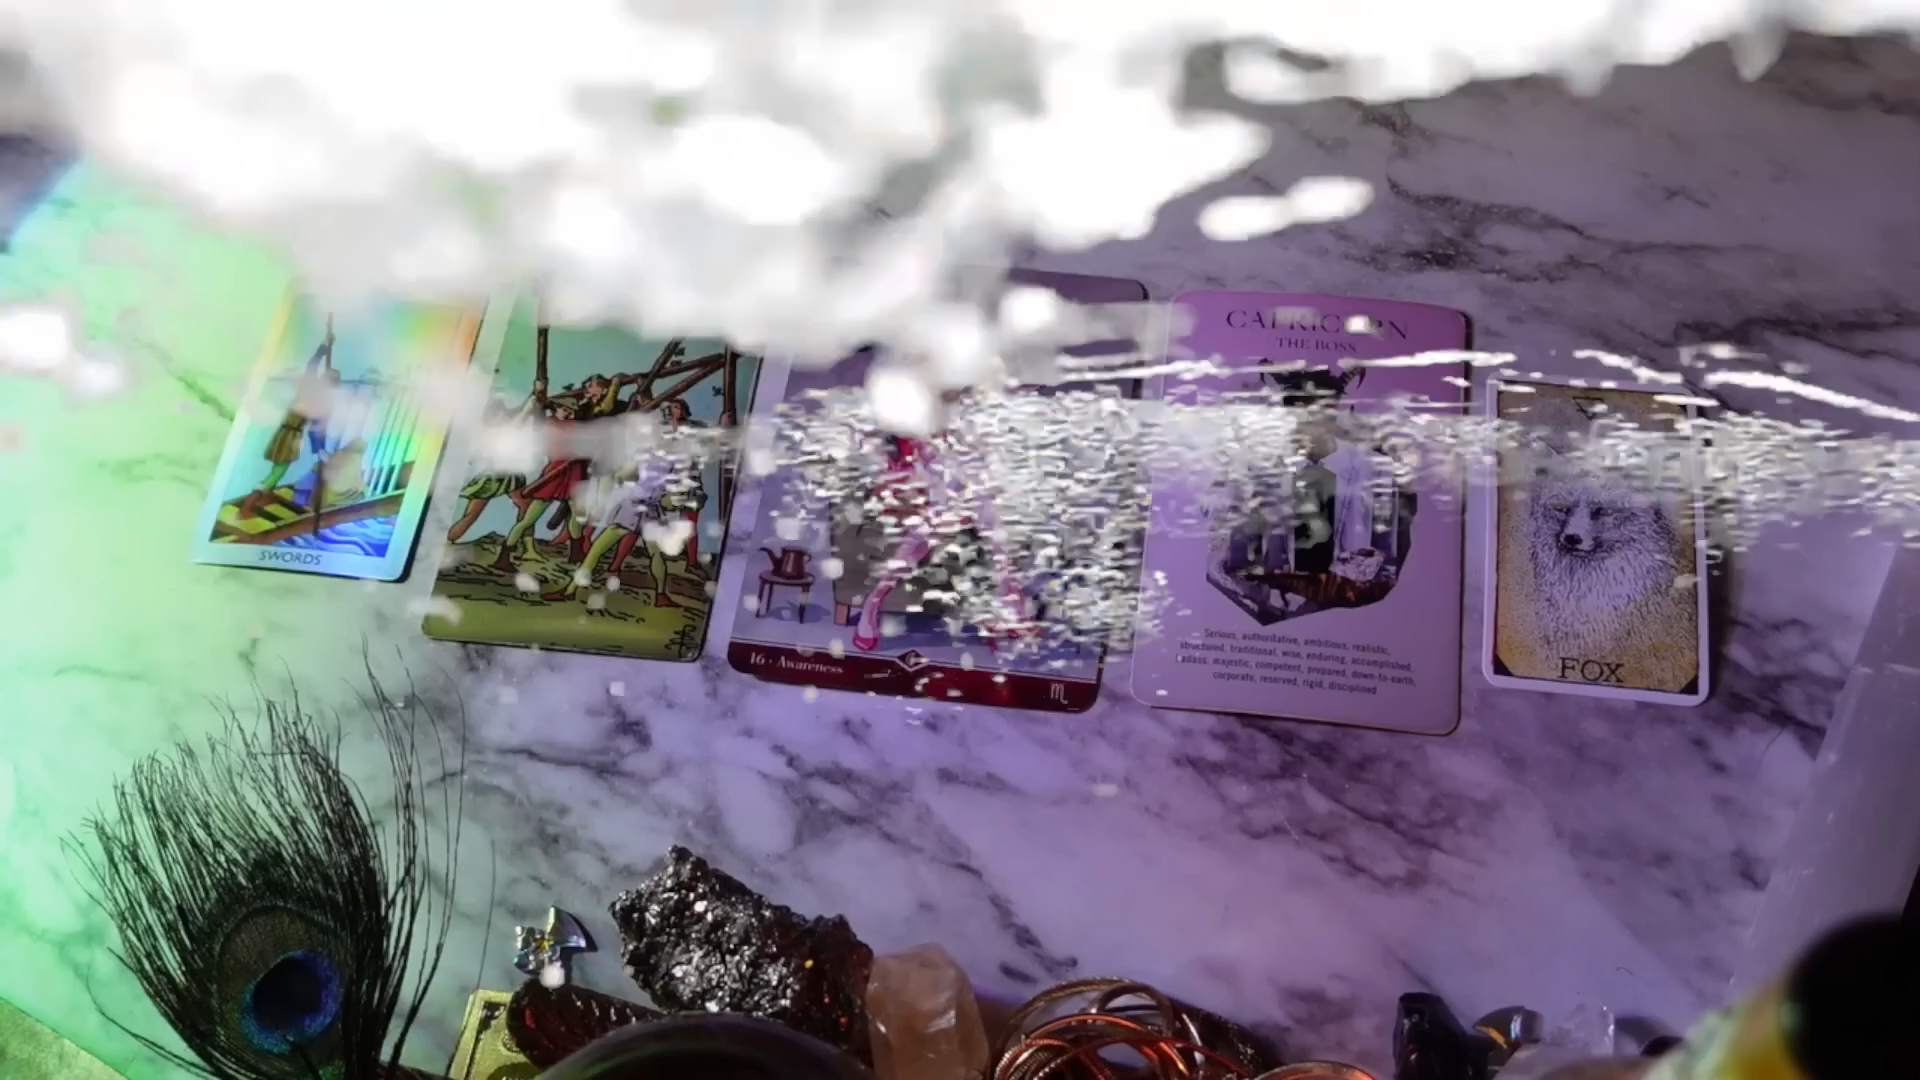 SWORDS
16 · Awareness
CAPRICORN
THE BOSS
Serious, authoritative, ambitious, realistic,
structured, traditional, wise, enduring, accomplished,
badass, majestic, competent, prepared, down-to-earth,
corporate, reserved, rigid, disciplined
FOX